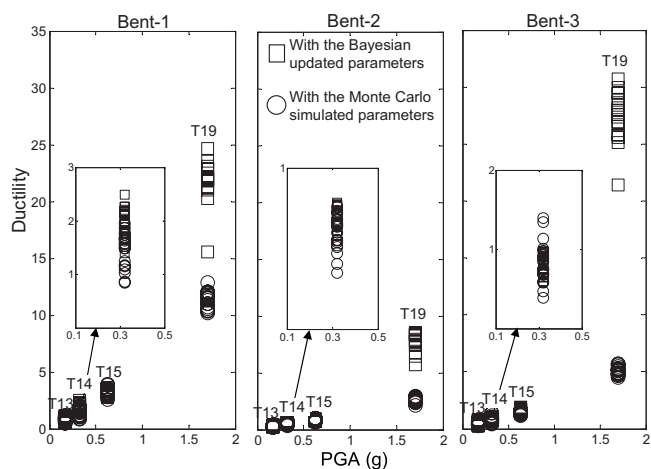 Bent-1
Bent-2
Bent-3
35
30
25
20
15
10
5
0
Ductility
T19
3
2
1
0.1
0.3
0.5
T13
T14
T15
0
0.5
1
1.5
2
With the Bayesian
updated parameters
With the Monte Carlo
simulated parameters
1
0.1
0.3
0.5
T19
T13
T14
T15
0
0.5
1
1.5
2
PGA (g)
T19
2
1
0.1
0.3
0.5
T13
T14
T15
0
0.5
1
1.5
2